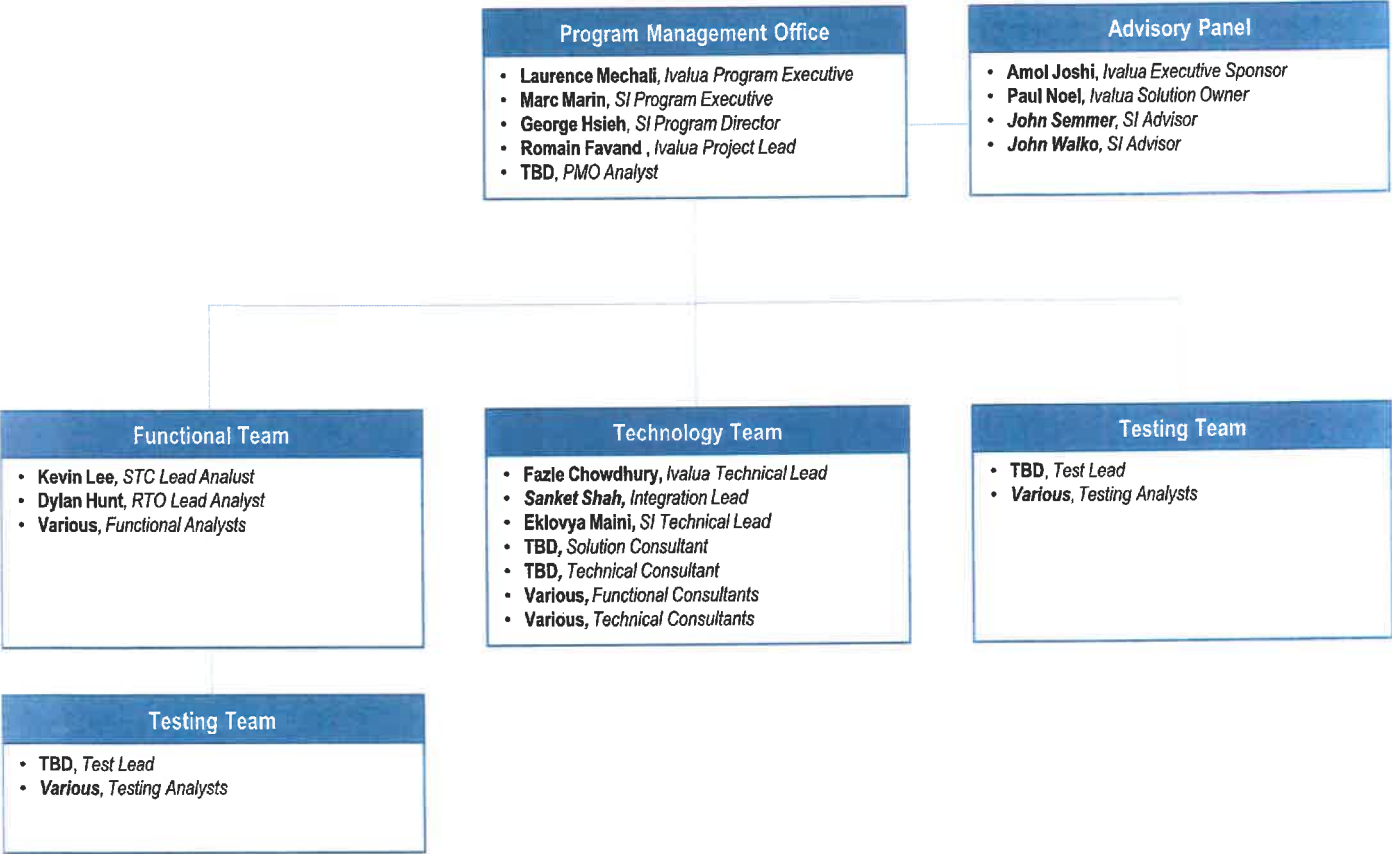 Program Management Office
• Laurence Mechali, Ivalua Program Executive
• Marc Marin, SI Program Executive
• George Hsieh, SI Program Director
• Romain Favand , Ivalua Project Lead
• TBD, PMO Analyst
Advisory Panel
• Amol Joshi, Ivalua Executive Sponsor
• Paul Noel, Ivalua Solution Owner
• John Semmer, SI Advisor
• John Walko, SI Advisor
Functional Team
• Kevin Lee, STC Lead Analust
• Dylan Hunt, RTO Lead Analyst
• Various, Functional Analysts
Technology Team
• Fazle Chowdhury, Ivalua Technical Lead
• Sanket Shah, Integration Lead
• Eklovya Maini, SI Technical Lead
• TBD, Solution Consultant
• TBD, Technical Consultant
• Various, Functional Consultants
• Various, Technical Consultants
Testing Team
• TBD, Test Lead
• Various, Testing Analysts
Testing Team
• TBD, Test Lead
• Various, Testing Analysts